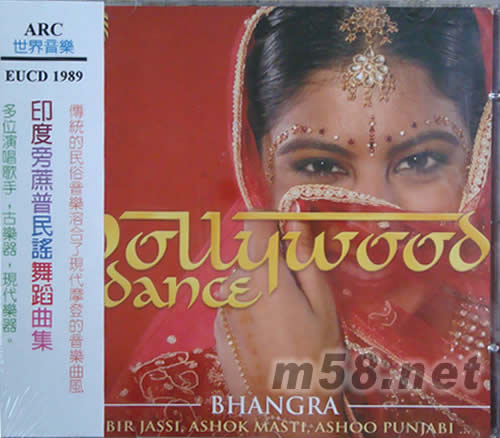 ARC
世界音樂
EUCD 1989
傳統的民俗音樂溶合了現代摩登的音樂曲風
印度旁蔗普民謠舞蹈曲集
多位演唱歌手，古樂器，現代樂器。
ollywood
dance
m58.net
BHANGRA
BIR JASSI, ASHOK MASTI, ASHOO PUNJABI ...